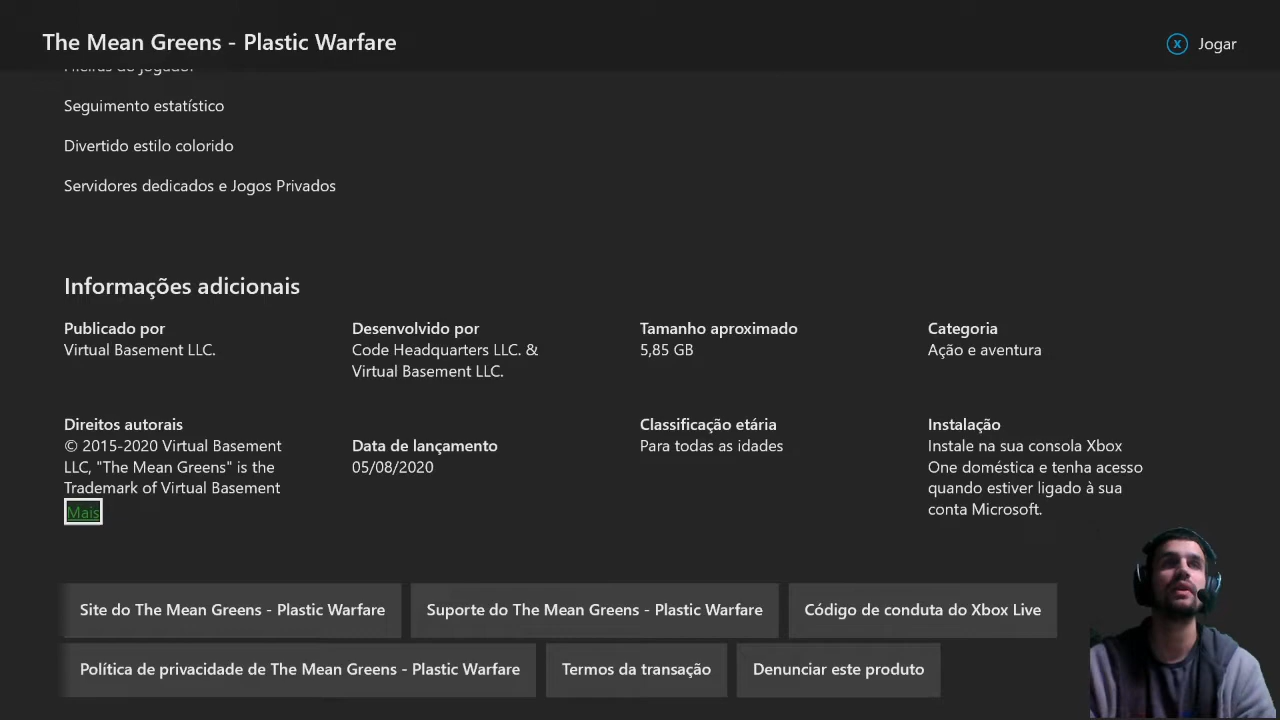 The Mean Greens - Plastic Warfare
X Jogar
Seguimento estatístico
Divertido estilo colorido
Servidores dedicados e Jogos Privados
Informações adicionais
Publicado por
Virtual Basement LLC.
Desenvolvido por
Code Headquarters LLC. &
Virtual Basement LLC.
Tamanho aproximado
5,85 GB
Categoria
Ação e aventura
Direitos autorais
© 2015-2020 Virtual Basement
LLC, "The Mean Greens" is the
Trademark of Virtual Basement
Mais
Data de lançamento
05/08/2020
Classificação etária
Para todas as idades
Instalação
Instale na sua consola Xbox
One doméstica e tenha acesso
quando estiver ligado à sua
conta Microsoft.
Site do The Mean Greens - Plastic Warfare
Suporte do The Mean Greens - Plastic Warfare
Código de conduta do Xbox Live
Política de privacidade de The Mean Greens - Plastic Warfare
Termos da transação
Denunciar este produto